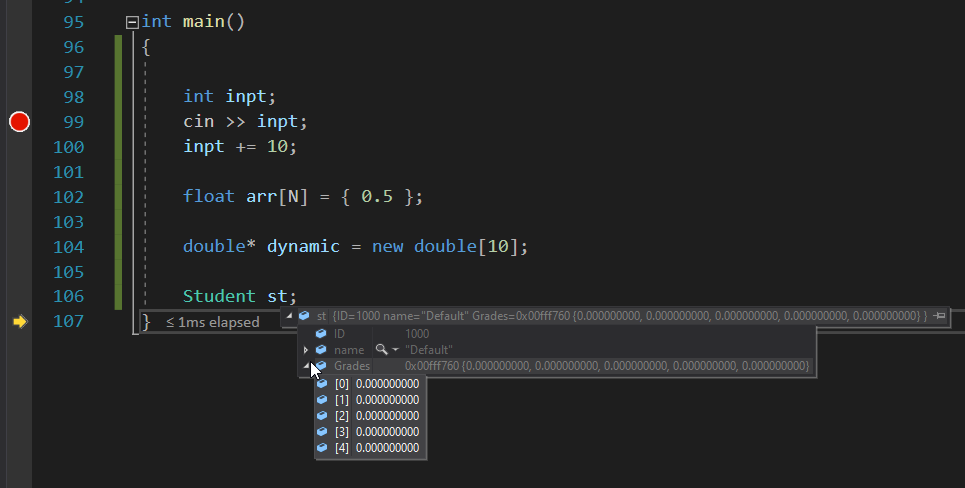 95 int main()
96 {
97
98 int inpt;
99 cin >> inpt;
100 inpt += 10;
101
102 float arr[N] = { 0.5 };
103
104 double* dynamic = new double[10];
105
106 Student st;
107 } ≤ 1ms elapsed
st {ID=1000 name="Default" Grades=0x00fff760 {0.000000000, 0.000000000, 0.000000000, 0.000000000, 0.000000000} }
ID 1000
name "Default"
Grades 0x00fff760 {0.000000000, 0.000000000, 0.000000000, 0.000000000, 0.000000000}
[0] 0.000000000
[1] 0.000000000
[2] 0.000000000
[3] 0.000000000
[4] 0.000000000